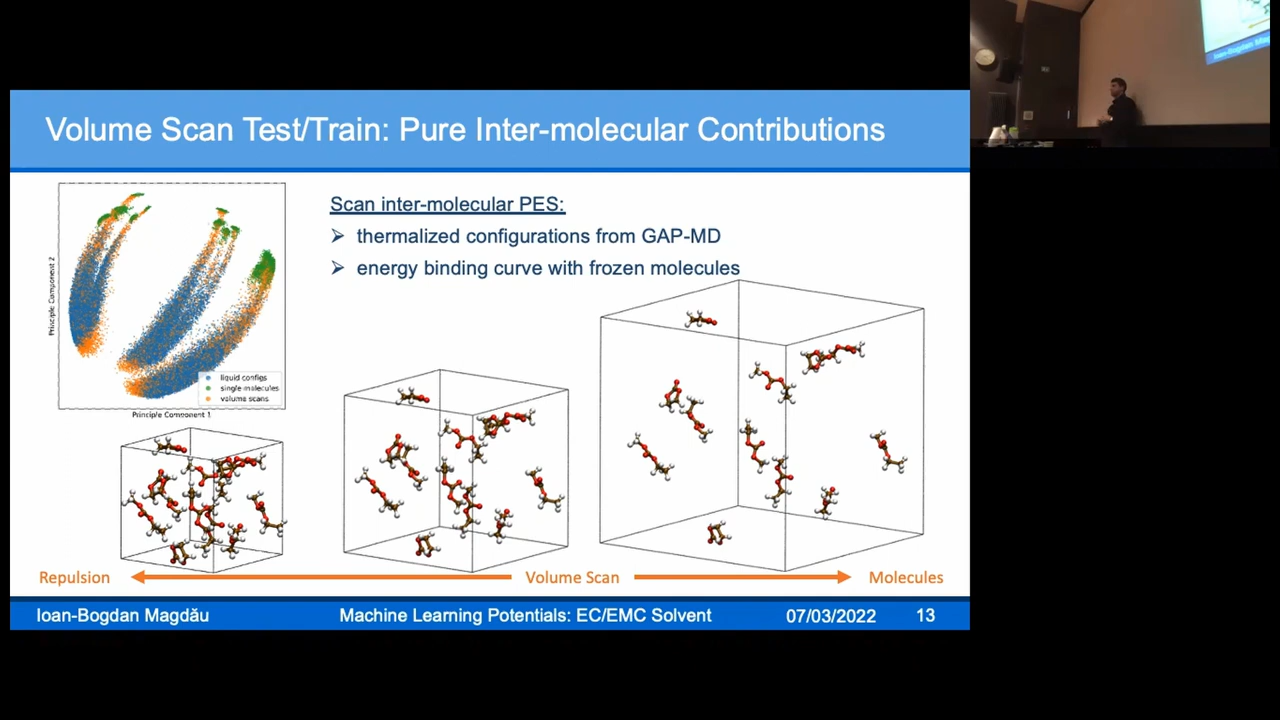 Volume Scan Test/Train: Pure Inter-molecular Contributions
Scan inter-molecular PES:
➢ thermalized configurations from GAP-MD
➢ energy binding curve with frozen molecules
Principle Component 2
liquid configs
single molecules
volume scans
Principle Component 1
Repulsion
Volume Scan
Molecules
Ioan-Bogdan Magdău
Machine Learning Potentials: EC/EMC Solvent
07/03/2022
13
Ioan-Bogdan